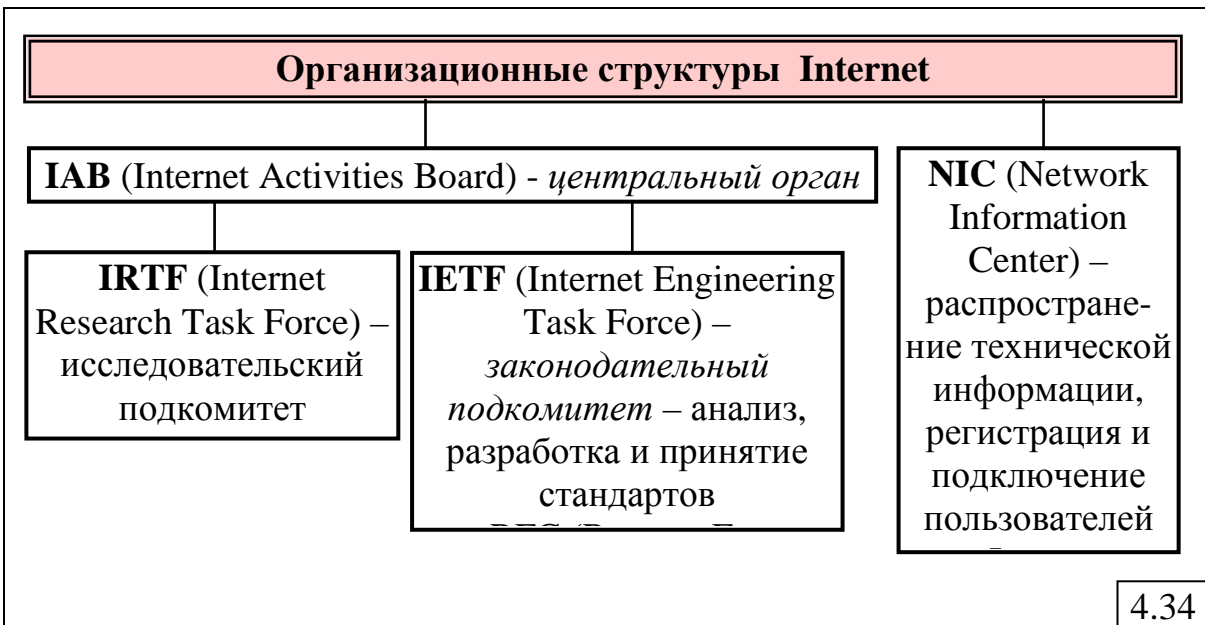 Организационные структуры Internet
IAB (Internet Activities Board) - центральный орган
IRTF (Internet
Research Task Force) –
исследовательский
подкомитет
IETF (Internet Engineering
Task Force) –
законодательный
подкомитет – анализ,
разработка и принятие
стандартов
NIC (Network
Information
Center) –
распростране-
ние технической
информации,
регистрация и
подключение
пользователей
4.34